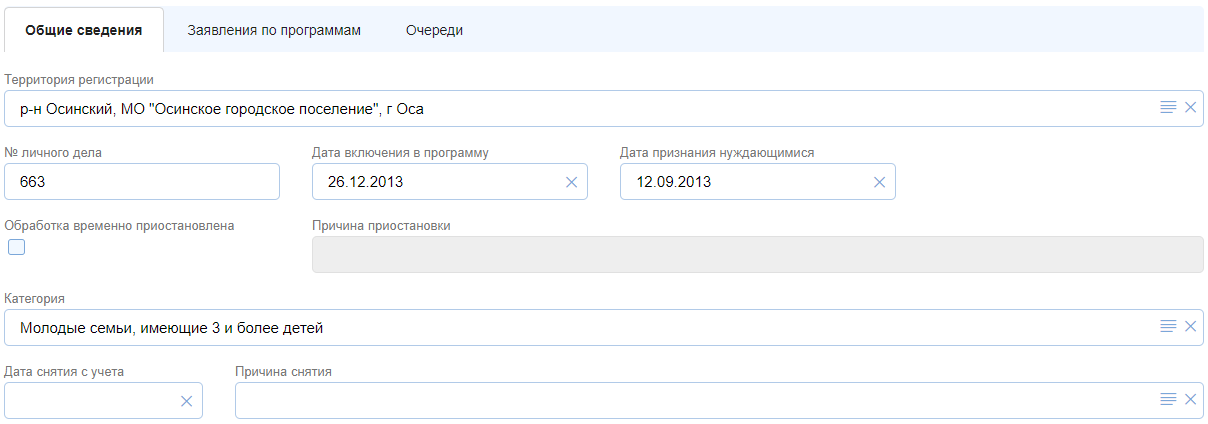 Общие сведения Заявления по программам Очереди
Территория регистрации
р-н Осинский, МО "Осинское городское поселение", г Оса
№ личного дела Дата включения в программу Дата признания нуждающимися
663 26.12.2013 12.09.2013
Обработка временно приостановлена Причина приостановки
Категория
Молодые семьи, имеющие 3 и более детей
Дата снятия с учета Причина снятия